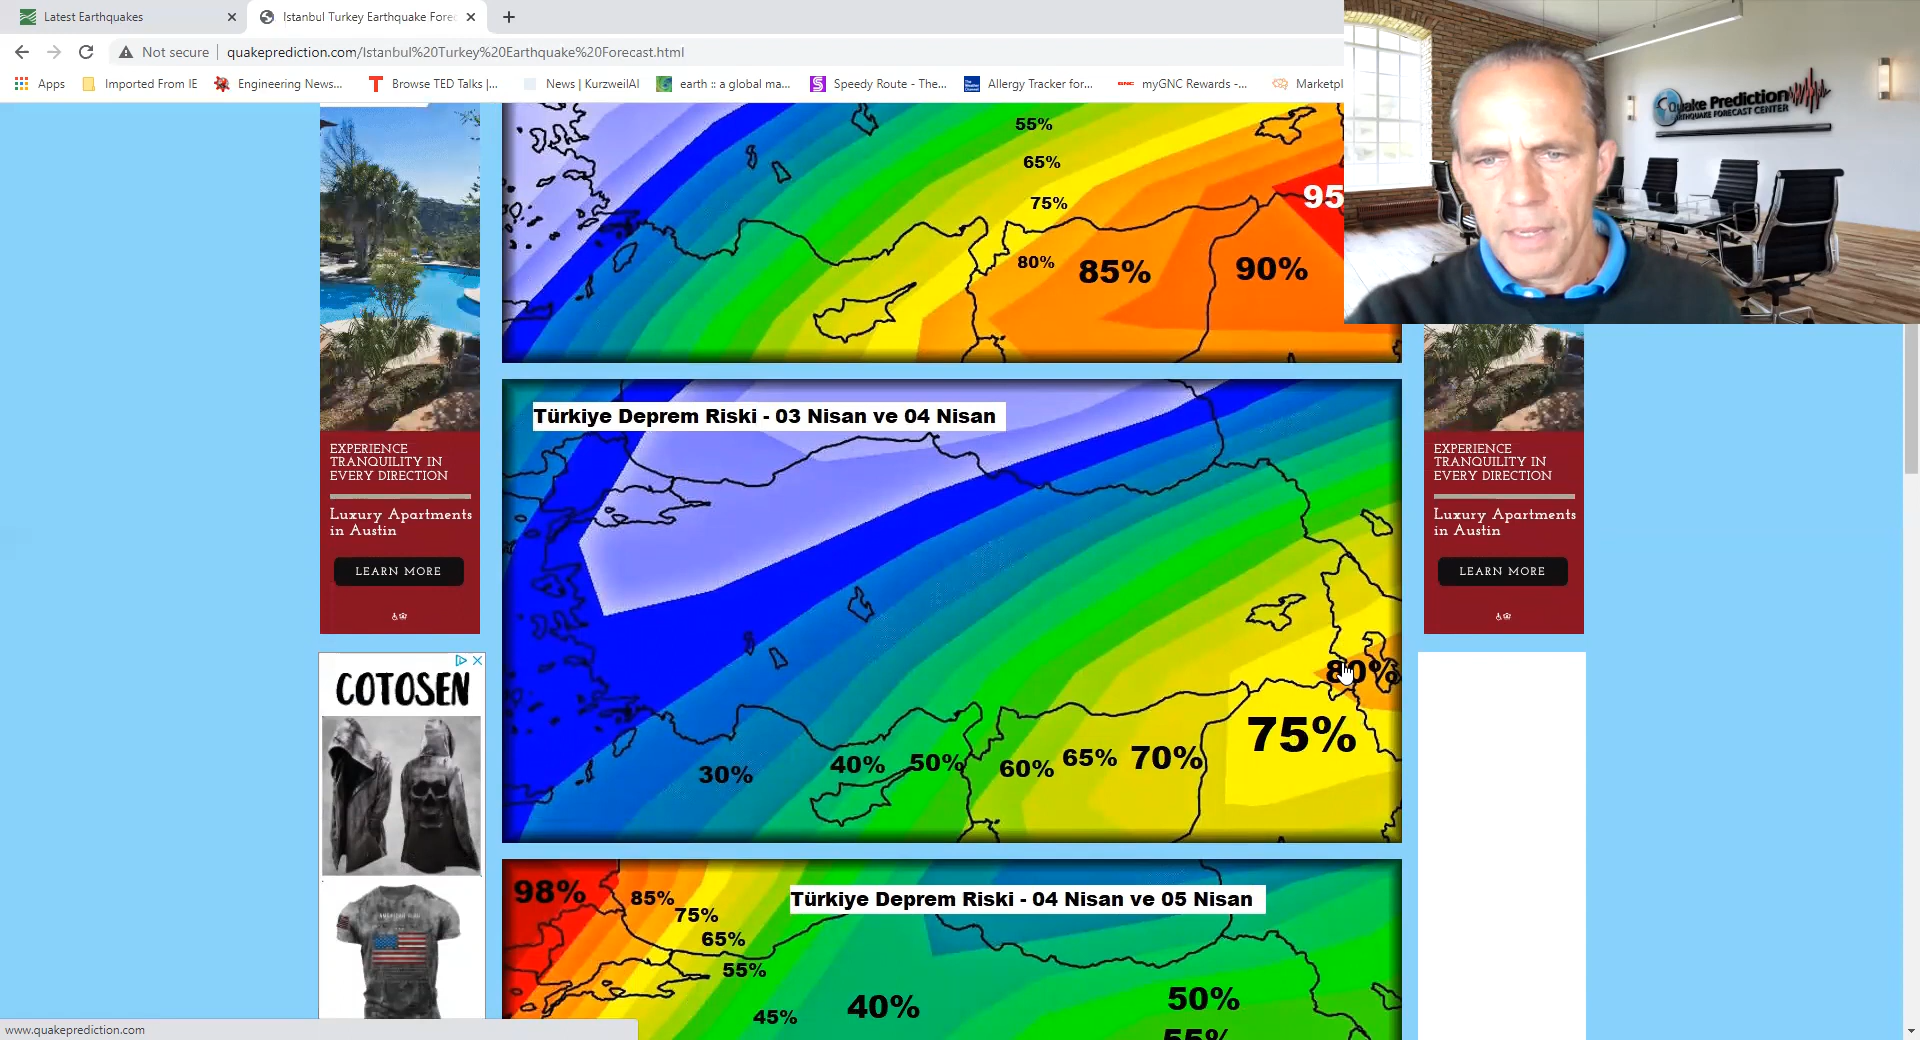 Latest Earthquakes
Istanbul Turkey Earthquake Fore
Not secure
quakeprediction.com/Istanbul%20Turkey%20Earthquake%20Forecast.html
Apps
Imported From IE
Engineering News...
Browse TED Talks |...
News | KurzweilAI
earth :: a global ma...
Speedy Route - The...
Allergy Tracker for...
myGNC Rewards -...
Marketpl
Quake Prediction
EARTHQUAKE FORECAST CENTER
55%
65%
75%
80%
85%
90%
95
EXPERIENCE
TRANQUILITY IN
EVERY DIRECTION
Luxury Apartments
in Austin
LEARN MORE
COTOSEN
Türkiye Deprem Riski - 03 Nisan ve 04 Nisan
30%
40%
50%
60%
65%
70%
75%
80%
EXPERIENCE
TRANQUILITY IN
EVERY DIRECTION
Luxury Apartments
in Austin
LEARN MORE
Türkiye Deprem Riski - 04 Nisan ve 05 Nisan
98%
85%
75%
65%
55%
45%
40%
50%
55%
www.quakeprediction.com